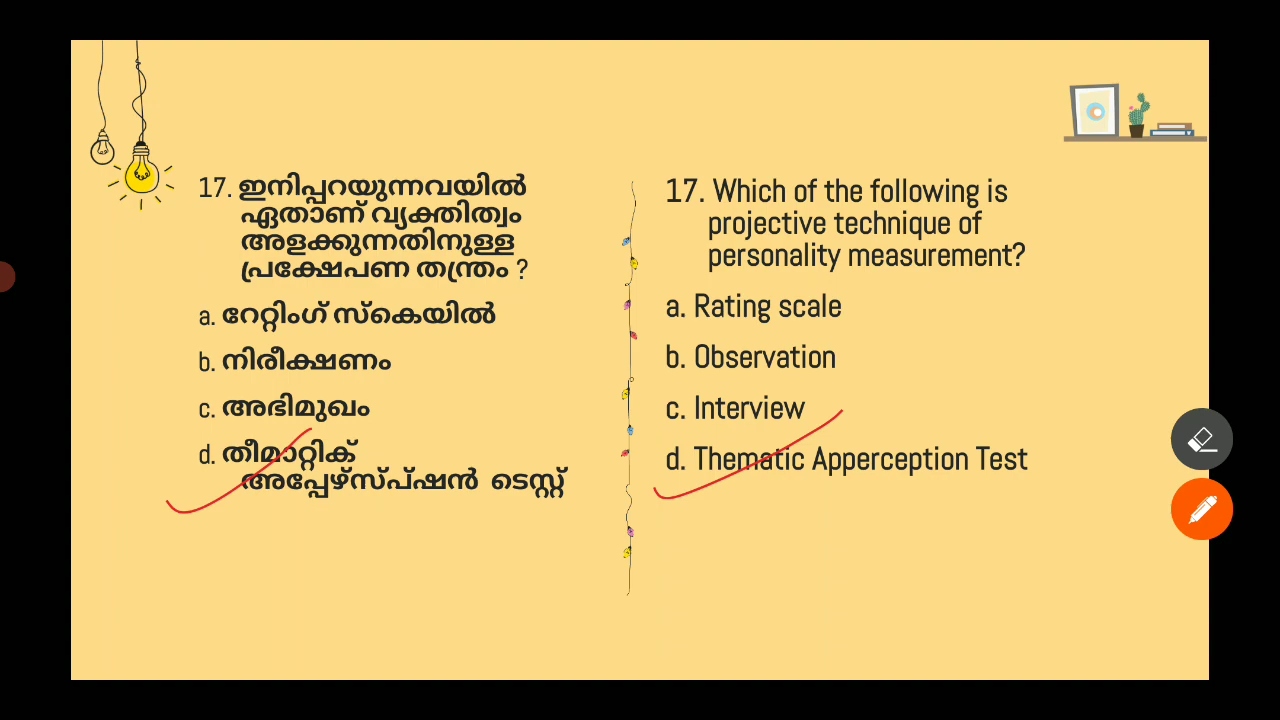 17. ഇനിപ്പറയുന്നവയിൽ
ഏതാണ് വ്യക്തിത്വം
അളക്കുന്നതിനുള്ള
പ്രക്ഷേപണ തന്ത്രം ?
a. റേറ്റിംഗ് സ്കെയിൽ
b. നിരീക്ഷണം
c. അഭിമുഖം
d. തീമാറ്റിക്
അപ്പേഴ്സ്പ്ഷൻ ടെസ്റ്റ്
17. Which of the following is
projective technique of
personality measurement?
a. Rating scale
b. Observation
c. Interview
d. Thematic Apperception Test